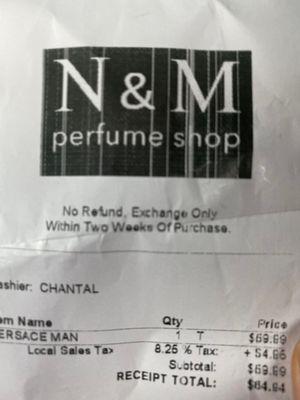 N & M
perfume shop
No Refund, Exchange Only
Within Two Weeks Of Purchase.
ashier: CHANTAL
em Name Qty Price
ERSACE MAN 1 T $59.99
Local Sales Tax 8.25 % Tax: + $4.95
Subtotal: $59.99
RECEIPT TOTAL: $64.94